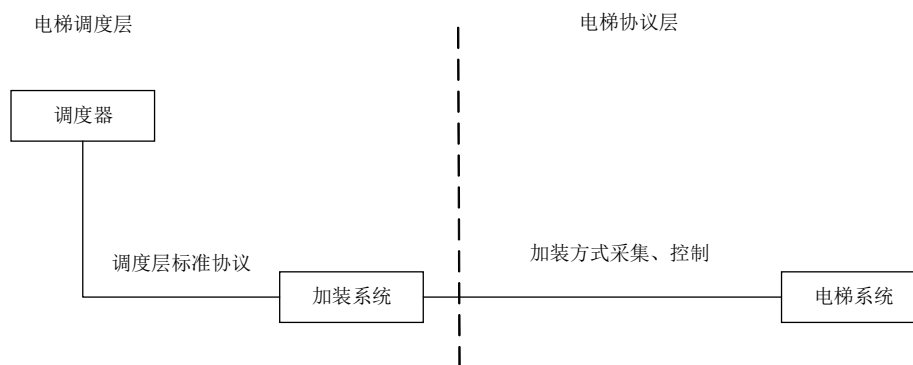 电梯调度层
电梯协议层
调度器
调度层标准协议
加装方式采集、控制
加装系统
电梯系统